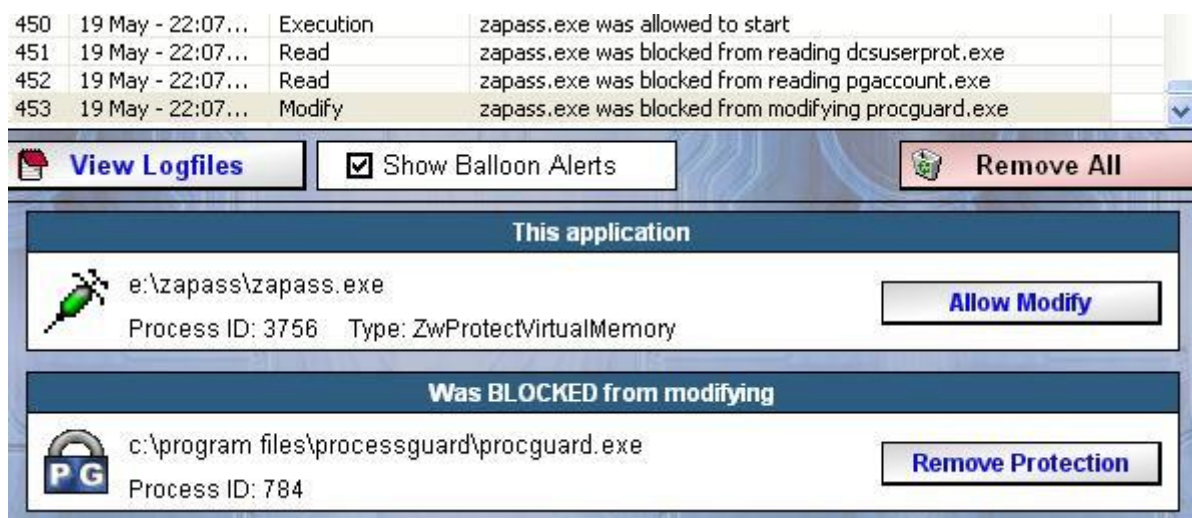 450 19 May - 22:07... Execution zapass.exe was allowed to start
451 19 May - 22:07... Read zapass.exe was blocked from reading dcsuserprot.exe
452 19 May - 22:07... Read zapass.exe was blocked from reading pgaccount.exe
453 19 May - 22:07... Modify zapass.exe was blocked from modifying procguard.exe
View Logfiles Show Balloon Alerts Remove All
This application
e:\zapass\zapass.exe
Allow Modify
Process ID: 3756 Type: ZwProtectVirtualMemory
Was BLOCKED from modifying
c:\program files\processguard\procguard.exe
Remove Protection
PG
Process ID: 784